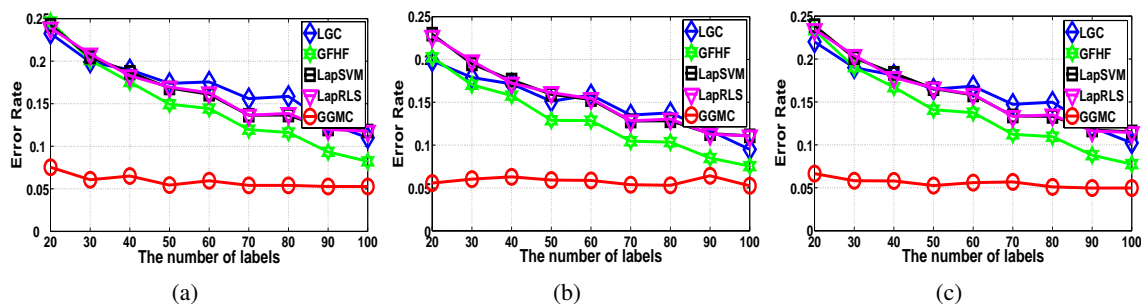 0.25
0.2
0.15
0.1
0.05
0
Error Rate
20 30 40 50 60 70 80 90 100
The number of labels
LGC
GFHF
LapSVM
LapRLS
GGMC
(a)
0.25
0.2
0.15
0.1
0.05
0
Error Rate
20 30 40 50 60 70 80 90 100
The number of labels
LGC
GFHF
LapSVM
LapRLS
GGMC
(b)
0.25
0.2
0.15
0.1
0.05
0
Error Rate
20 30 40 50 60 70 80 90 100
The number of labels
LGC
GFHF
LapSVM
LapRLS
GGMC
(c)